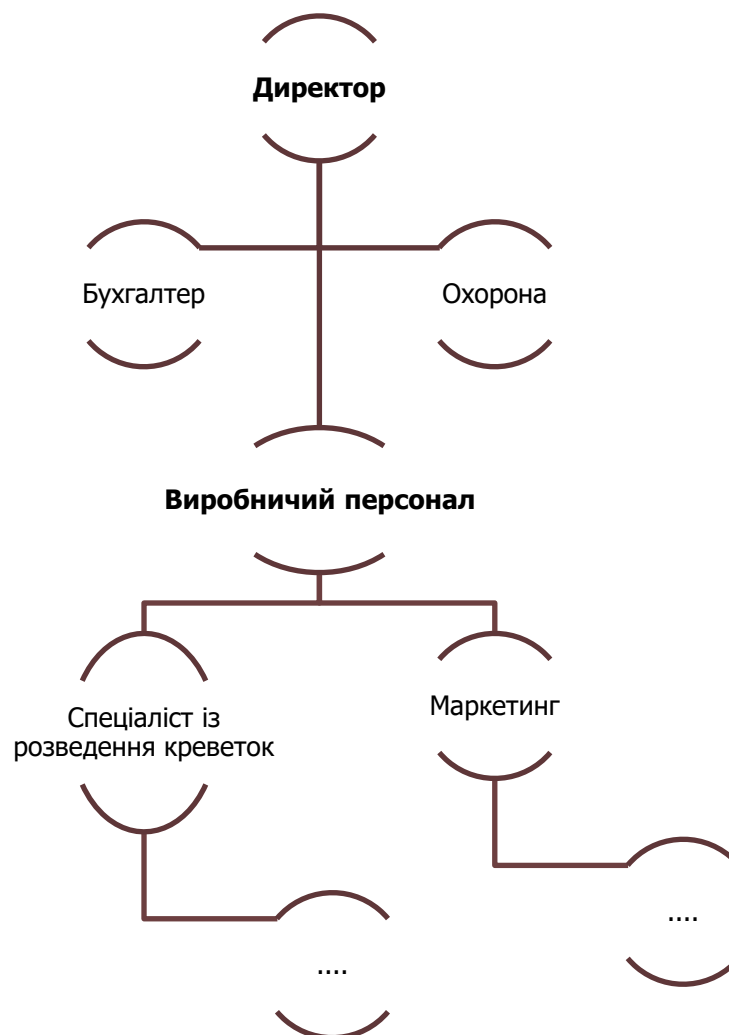 Директор
Бухгалтер
Охорона
Виробничий персонал
Спеціаліст із
розведення креветок
Маркетинг
....
....